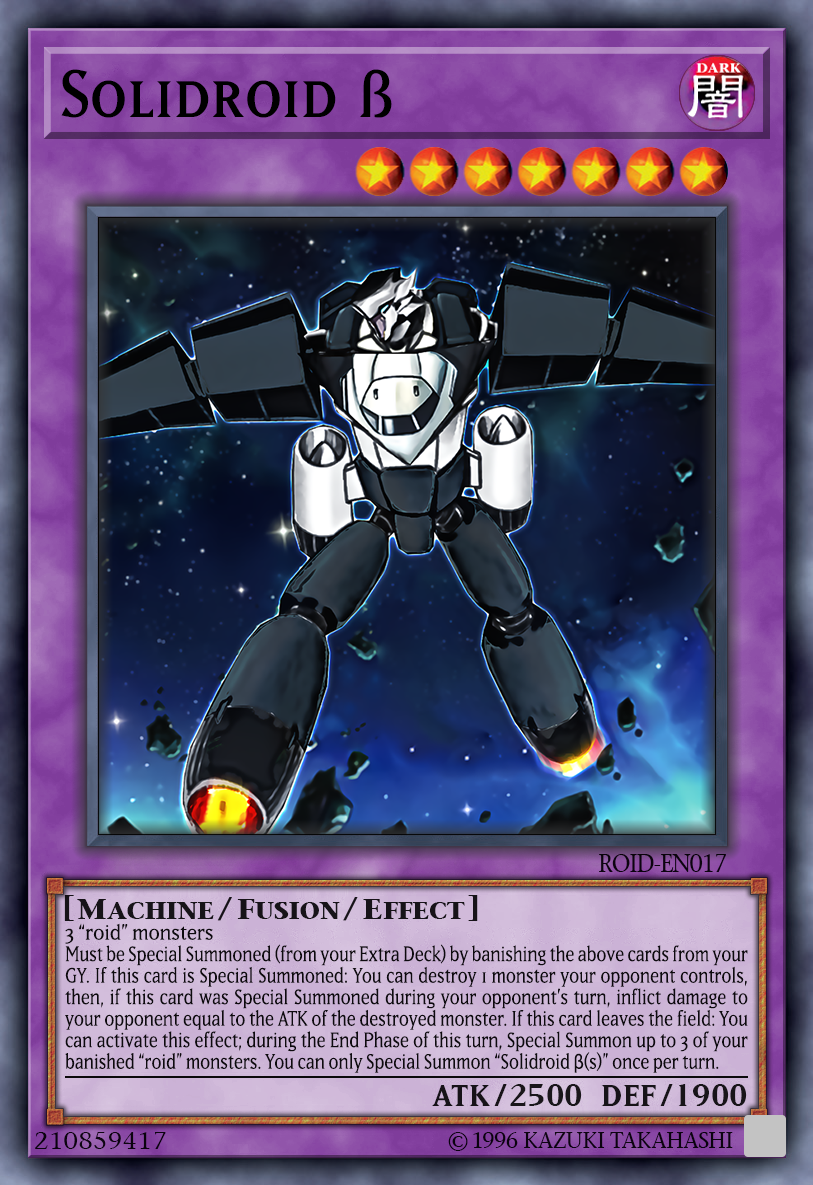 Solidroid ß
DARK
闇
ROID-EN017
[Machine/Fusion/Effect]
3 “roid” monsters
Must be Special Summoned (from your Extra Deck) by banishing the above cards from your
GY. If this card is Special Summoned: You can destroy 1 monster your opponent controls,
then, if this card was Special Summoned during your opponent’s turn, inflict damage to
your opponent equal to the ATK of the destroyed monster. If this card leaves the field: You
can activate this effect; during the End Phase of this turn, Special Summon up to 3 of your
banished “roid” monsters. You can only Special Summon “Solidroid β(s)” once per turn.
ATK/2500 DEF/1900
210859417
©1996 KAZUKI TAKAHASHI